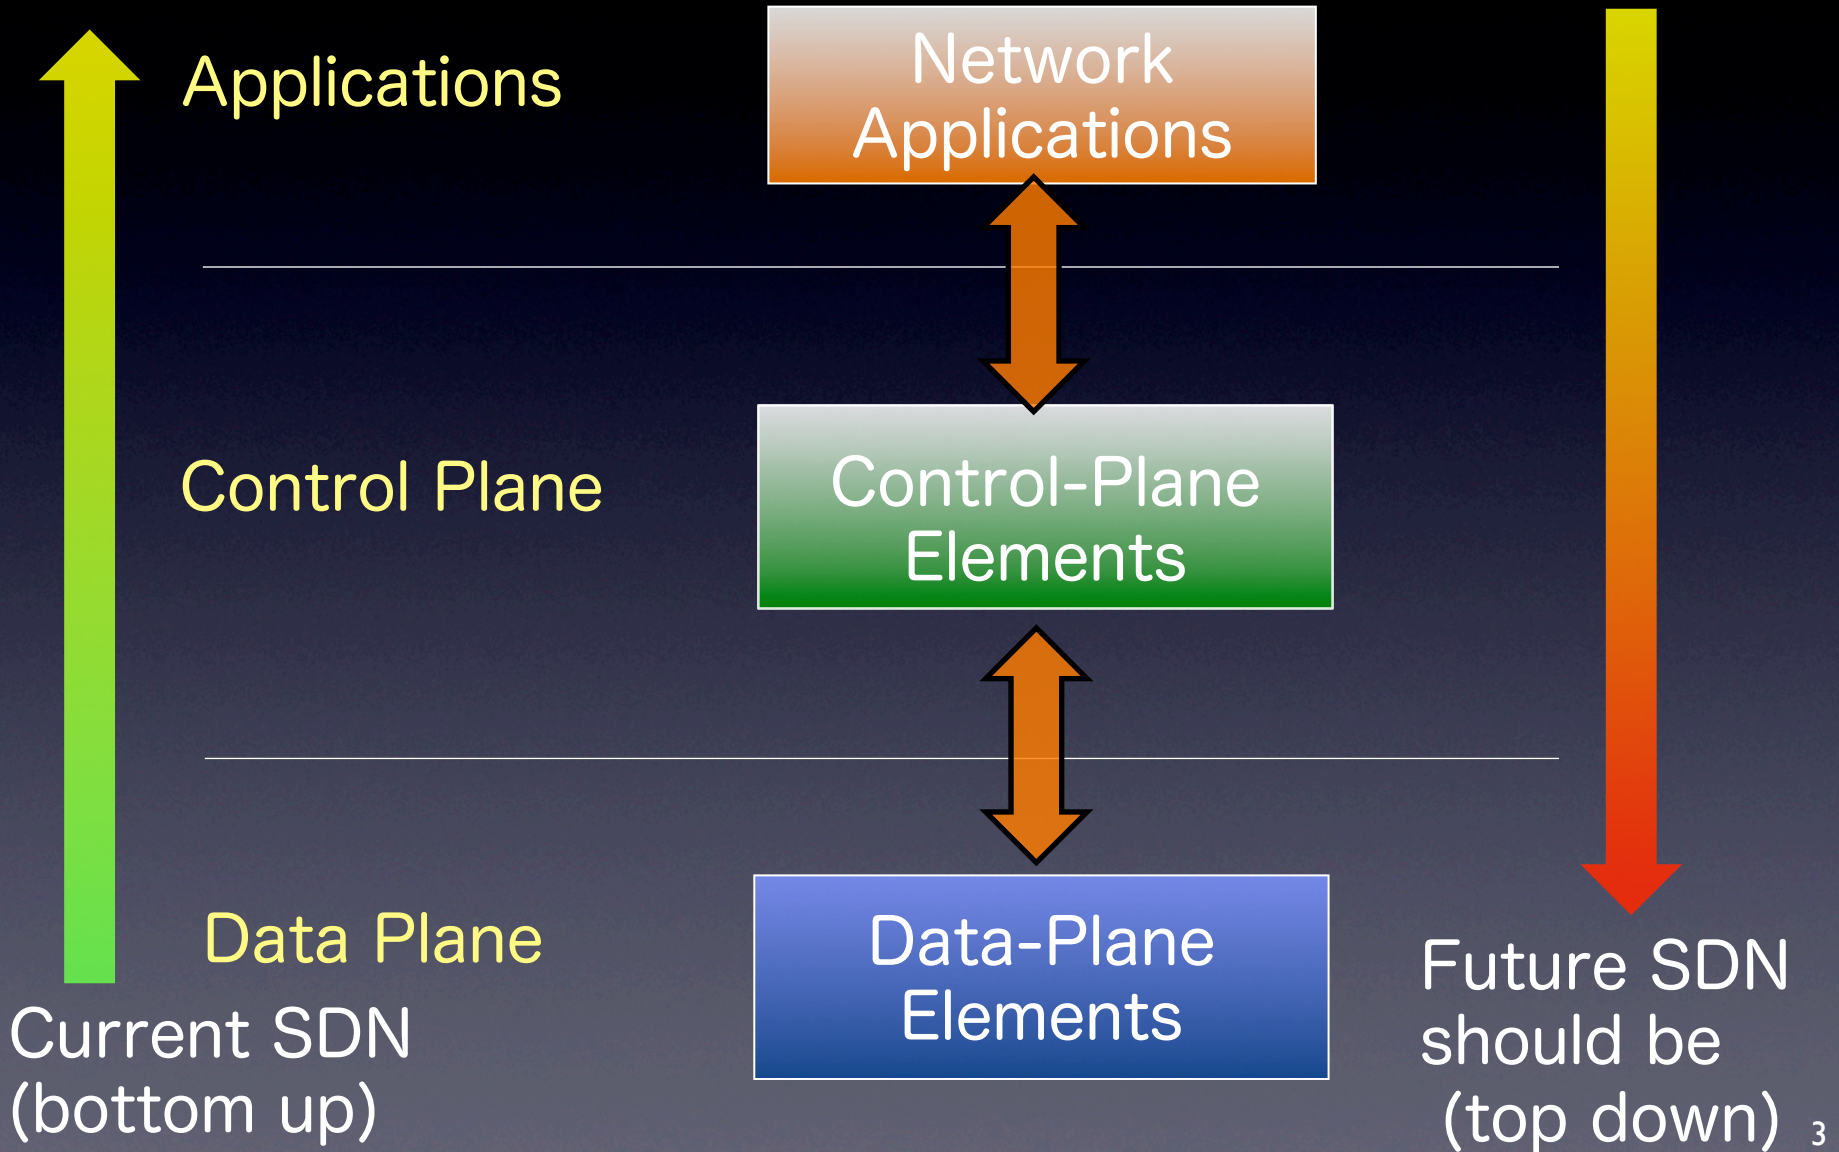 Applications
Network
Applications
Control Plane
Control-Plane
Elements
Data Plane
Data-Plane
Elements
Current SDN
(bottom up)
Future SDN
should be
(top down)
3